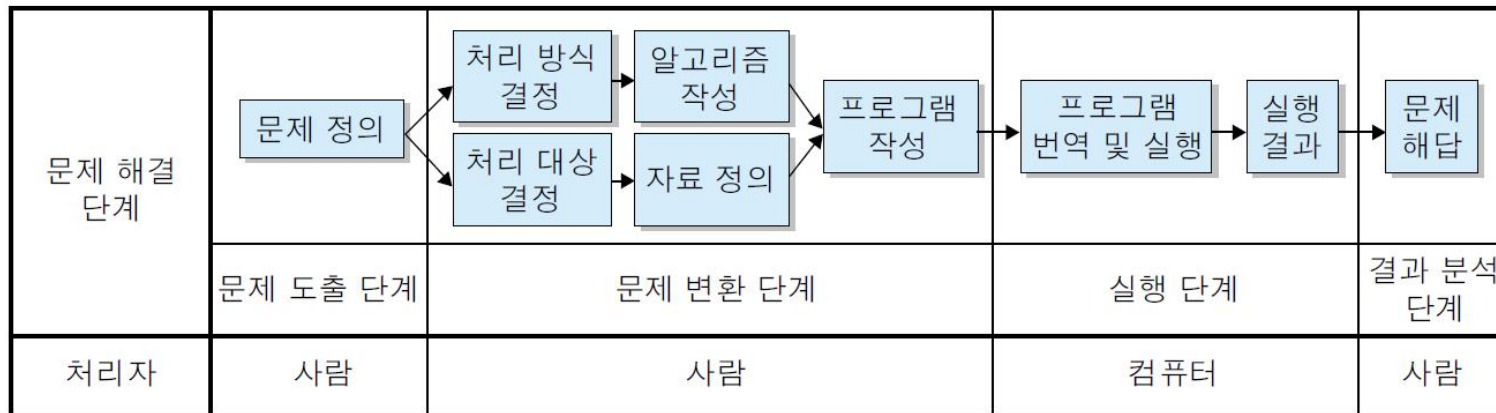 문제 해결
단계
문제 정의
처리 방식
결정
알고리즘
작성
처리 대상
결정
자료 정의
프로그램
작성
프로그램
번역 및 실행
실행
결과
문제
해답
문제 도출 단계
문제 변환 단계
실행 단계
결과 분석
단계
처리자
사람
사람
컴퓨터
사람